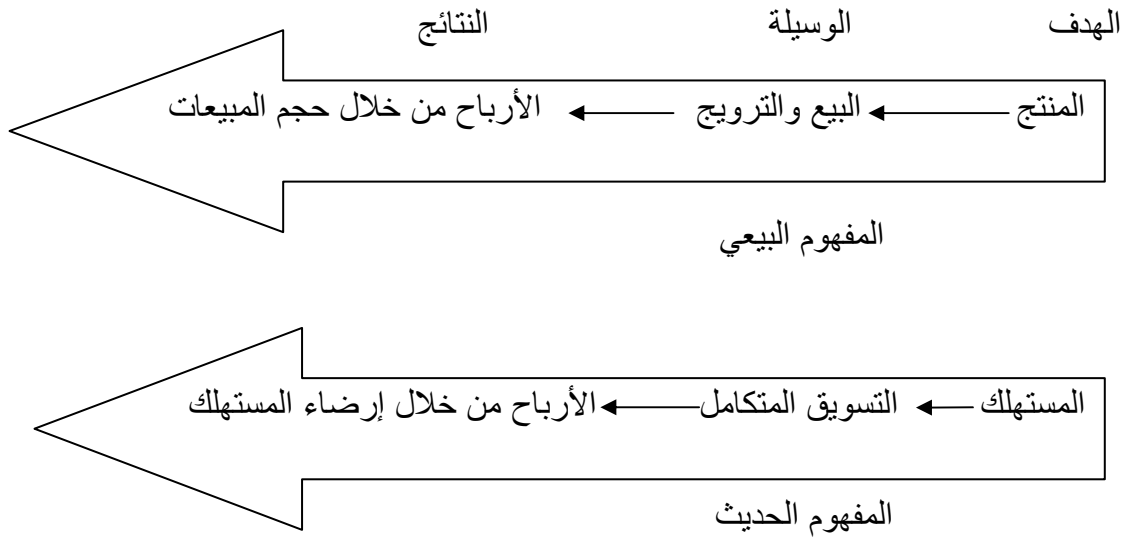 الهدف الوسيلة النتائج
المنتج البيع والترويج الأرباح من خلال حجم المبيعات
المفهوم البيعي
المستهلك التسويق المتكامل الأرباح من خلال إرضاء المستهلك
المفهوم الحديث